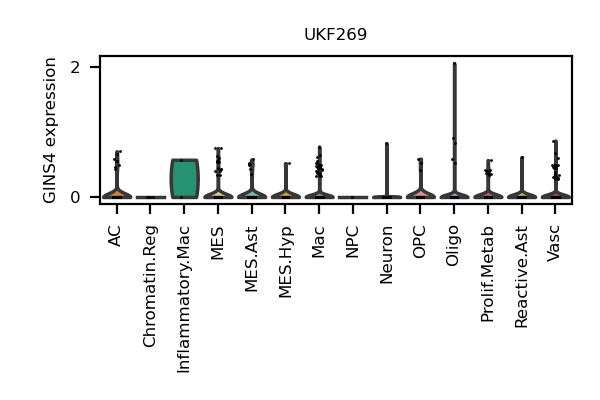 UKF269
GINS4 expression
2
0
AC
Chromatin.Reg
Inflammatory.Mac
MES
MES.Ast
MES.Hyp
Mac
NPC
Neuron
OPC
Oligo
Prolif.Metab
Reactive.Ast
Vasc